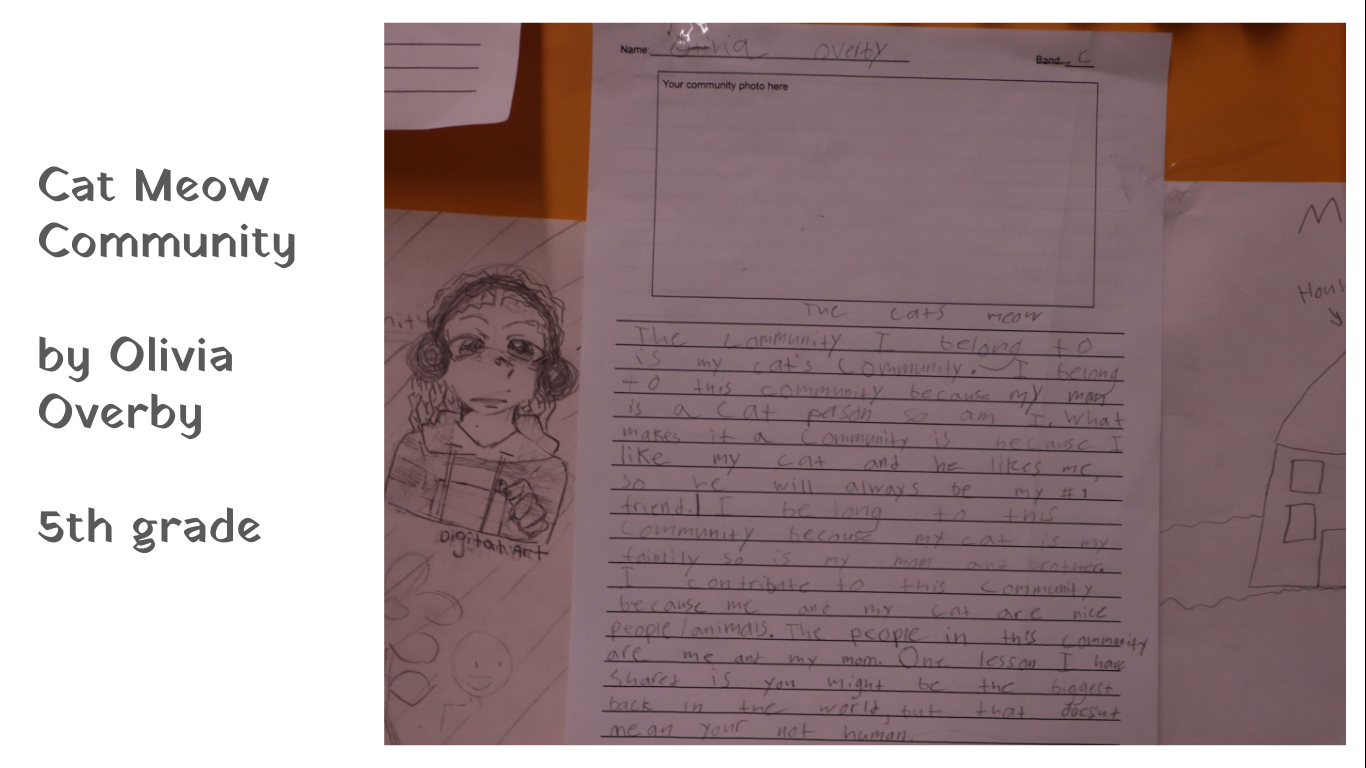 Cat Meow
Community
by Olivia
Overby
5th grade
Name: Olivia Overby
Band: C
Your community photo here
The cats meow
The community I belong to
is my cat's community. I belong
to this community because my mom
is a cat person so am I. What
makes it a community is because I
like my cat and he likes me,
so he will always be my #1
friend. I belong to this
community because my cat is my
faimily so is my mom and brother.
I contribute to this community
because me and my cat are nice
people/animals. The people in this community
are me and my mom. One lesson I have
shared is you might be the biggest
back in the world, but that doesn't
mean your not human.
Digital Art
M
Hous